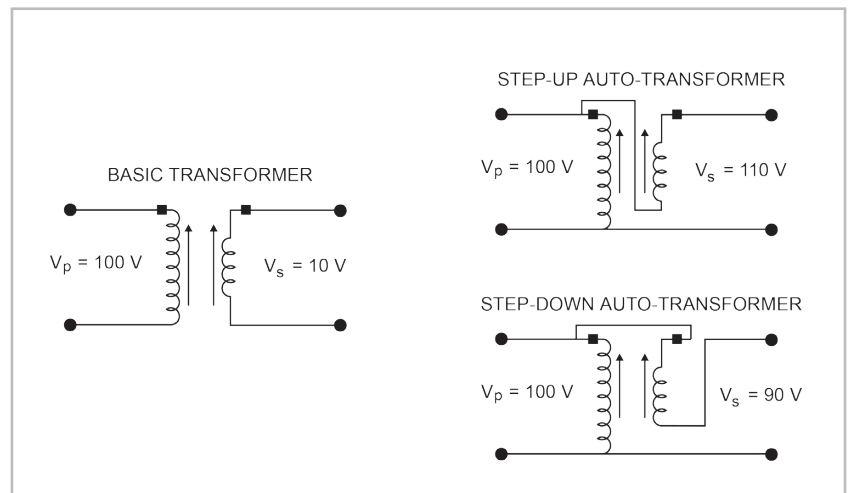 BASIC TRANSFORMER
Vp = 100 V
Vs = 10 V
STEP-UP AUTO-TRANSFORMER
Vp = 100 V
Vs = 110 V
STEP-DOWN AUTO-TRANSFORMER
Vp = 100 V
Vs = 90 V